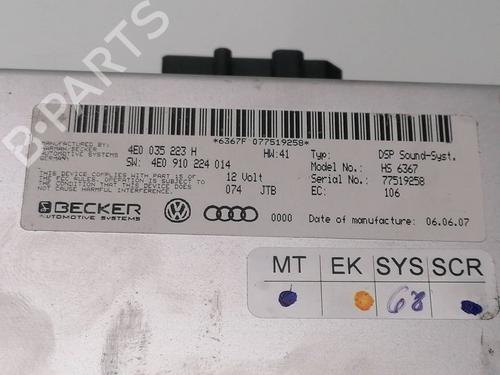 *6367F 077519258*
MANUFACTURED BY:
HARMAN/BECKER
AUTOMOTIVE SYSTEMS
GERMANY
4E0 035 223 H
HW:41
SW: 4E0 910 224 014
Typ: DSP Sound-Syst.
Model No.: HS 6367
Serial No.: 77519258
EC: 106
THIS DEVICE COMPLIES WITH PART 15 OF
THE FCC RULES. OPERATION IS SUBJECT
TO THE CONDITION THAT THIS DEVICE DOES
NOT CAUSE HARMFUL INTERFERENCE.
12 Volt
074 JTB
BECKER
AUTOMOTIVE SYSTEMS
0000
Date of manufacture: 06.06.07
MT EK SYS SCR
68
B-PARTS